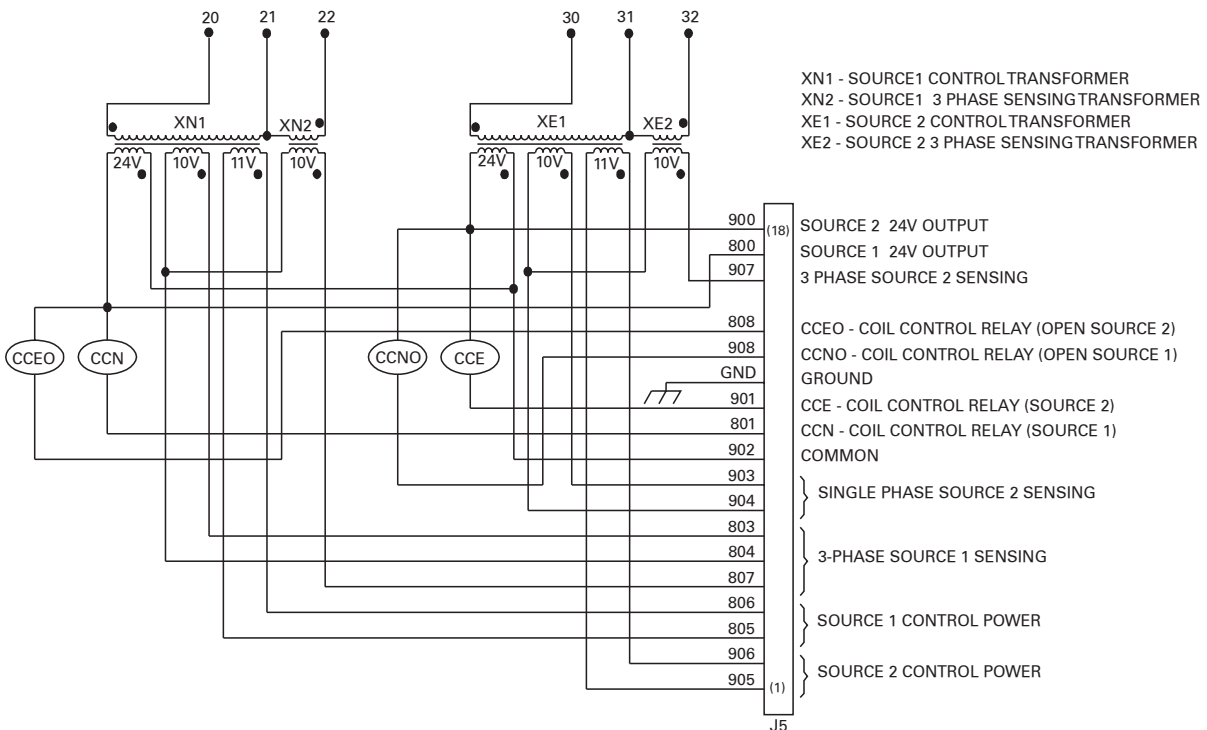 20 21 22 30 31 32
XN1 - SOURCE1 CONTROL TRANSFORMER
XN2 - SOURCE1 3 PHASE SENSING TRANSFORMER
XE1 - SOURCE 2 CONTROL TRANSFORMER
XE2 - SOURCE 2 3 PHASE SENSING TRANSFORMER
XN1 XN2 XE1 XE2
24V 10V 11V 10V 24V 10V 11V 10V
900 (18) SOURCE 2 24V OUTPUT
800 SOURCE 1 24V OUTPUT
907 3 PHASE SOURCE 2 SENSING
808 CCEO - COIL CONTROL RELAY (OPEN SOURCE 2)
CCEO CCN CCNO CCE
908 CCNO - COIL CONTROL RELAY (OPEN SOURCE 1)
GND GROUND
901 CCE - COIL CONTROL RELAY (SOURCE 2)
801 CCN - COIL CONTROL RELAY (SOURCE 1)
902 COMMON
903
SINGLE PHASE SOURCE 2 SENSING
904
803
804 3-PHASE SOURCE 1 SENSING
807
806
SOURCE 1 CONTROL POWER
805
906
SOURCE 2 CONTROL POWER
905 (1)
J5